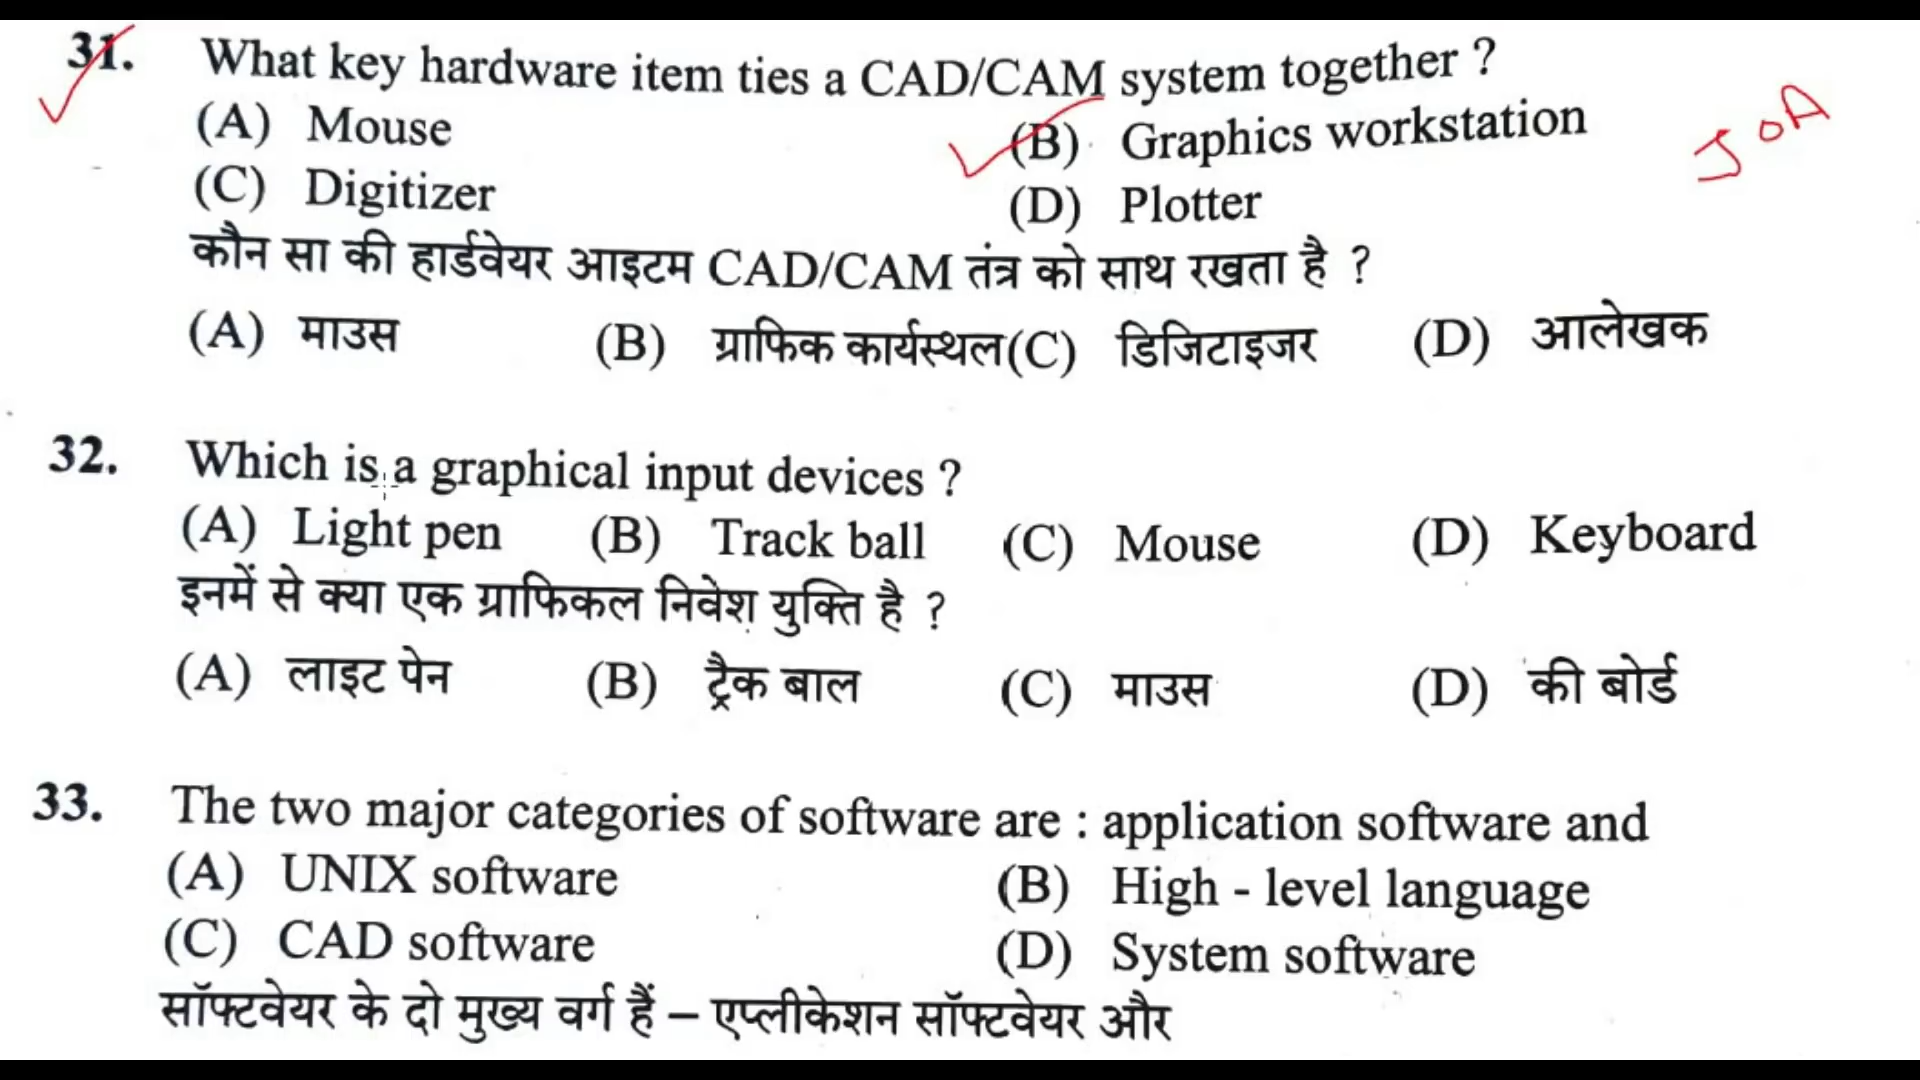 31. What key hardware item ties a CAD/CAM system together ?
(A) Mouse (B) Graphics workstation
(C) Digitizer (D) Plotter
JOA
कौन सा की हार्डवेयर आइटम CAD/CAM तंत्र को साथ रखता है ?
(A) माउस (B) ग्राफिक कार्यस्थल(C) डिजिटाइजर (D) आलेखक
32. Which is a graphical input devices ?
(A) Light pen (B) Track ball (C) Mouse (D) Keyboard
इनमें से क्या एक ग्राफिकल निवेश युक्ति है ?
(A) लाइट पेन (B) ट्रैक बाल (C) माउस (D) की बोर्ड
33. The two major categories of software are : application software and
(A) UNIX software (B) High - level language
(C) CAD software (D) System software
सॉफ्टवेयर के दो मुख्य वर्ग हैं – एप्लीकेशन सॉफ्टवेयर और